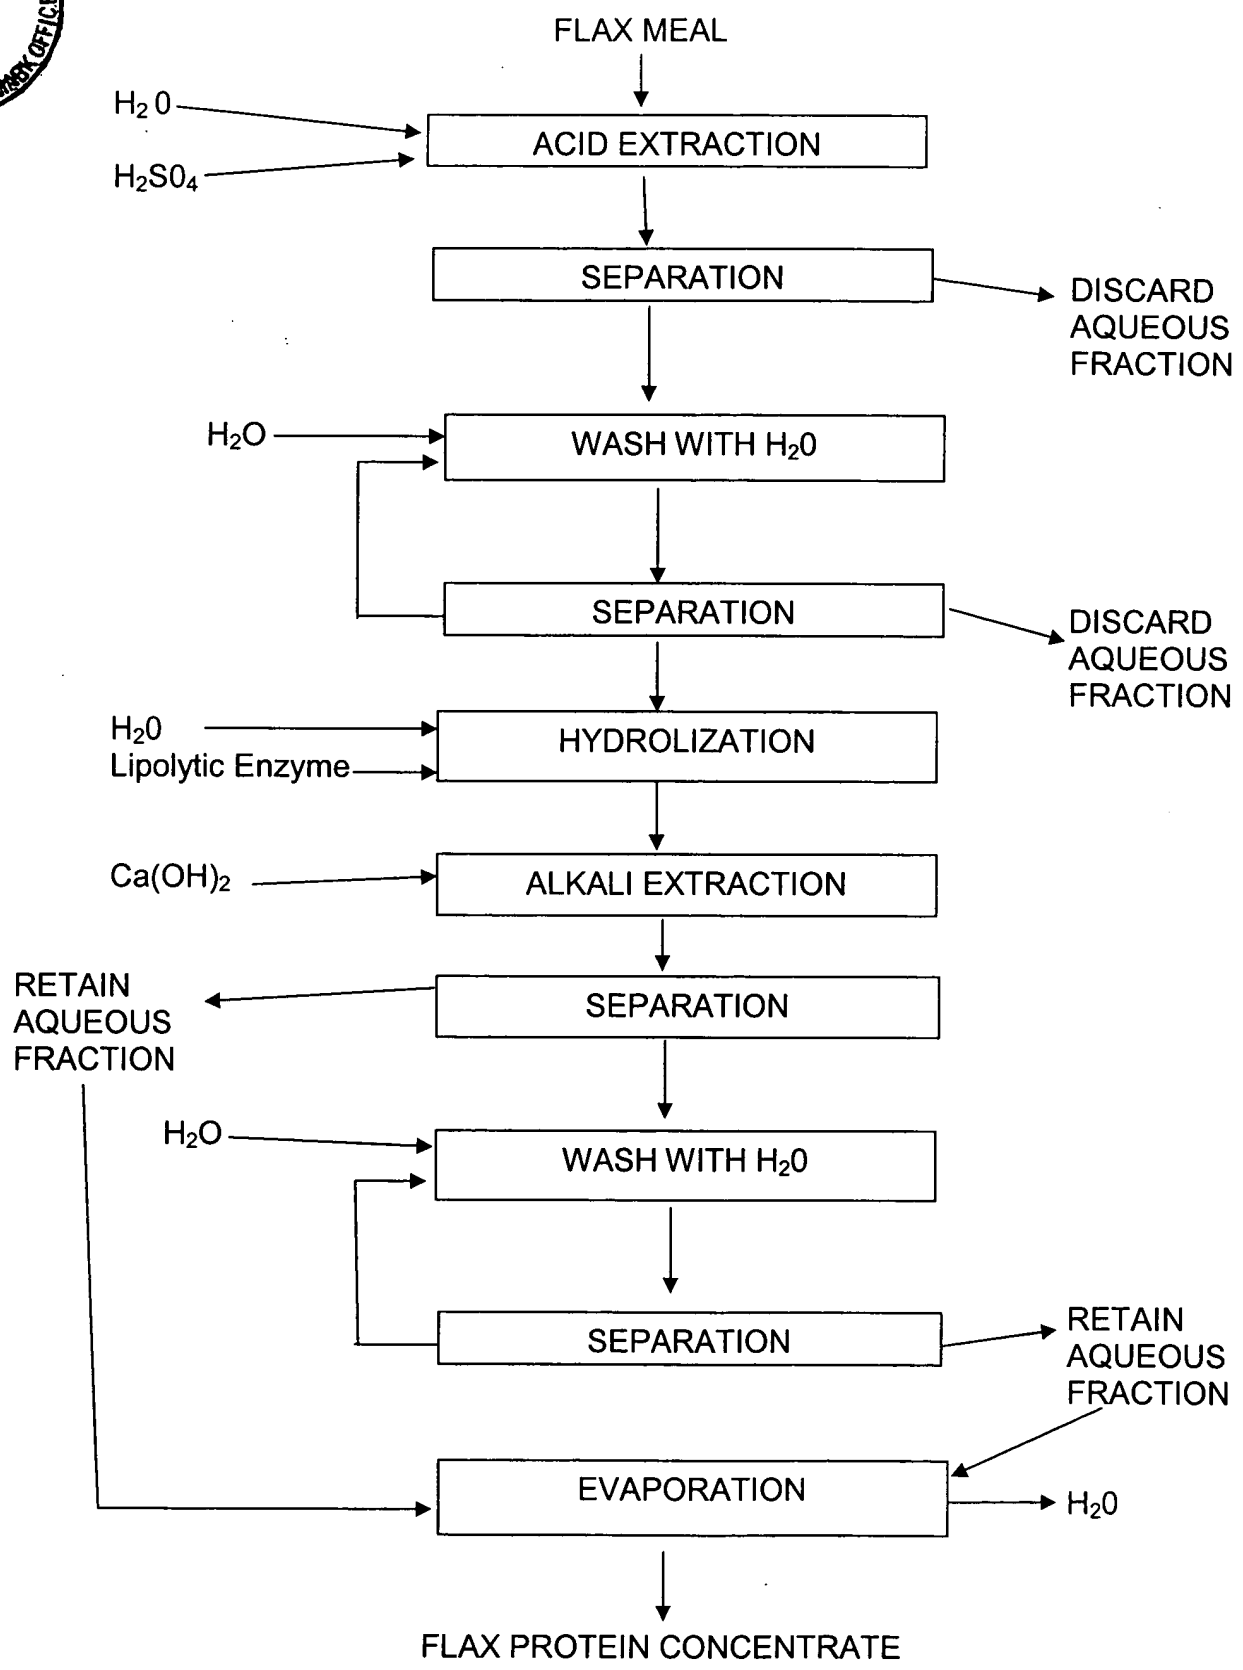 FLAX MEAL
H₂0
ACID EXTRACTION
H₂S0₄
SEPARATION
DISCARD
AQUEOUS
FRACTION
H₂O
WASH WITH H₂0
SEPARATION
DISCARD
AQUEOUS
FRACTION
H₂0
HYDROLIZATION
Lipolytic Enzyme
Ca(OH)₂
ALKALI EXTRACTION
RETAIN
AQUEOUS
FRACTION
SEPARATION
H₂O
WASH WITH H₂0
SEPARATION
RETAIN
AQUEOUS
FRACTION
EVAPORATION
H₂0
FLAX PROTEIN CONCENTRATE